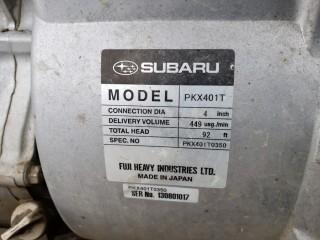 SUBARU
MODEL PKX401T
CONNECTION DIA 4 inch
DELIVERY VOLUME 449 usg./min
TOTAL HEAD 92 ft
SPEC. NO PKX401T0350
FUJI HEAVY INDUSTRIES LTD.
MADE IN JAPAN
PKX401T0350
SER No. 130801017